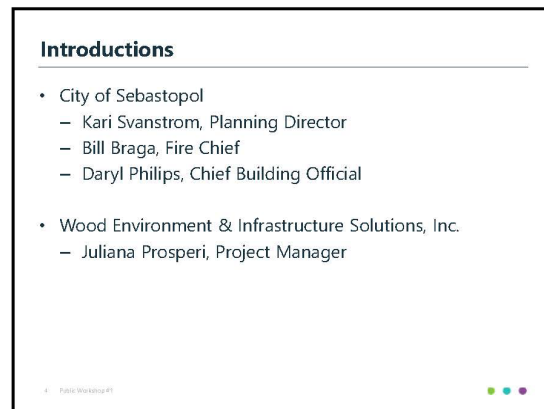 Introductions
• City of Sebastopol
– Kari Svanstrom, Planning Director
– Bill Braga, Fire Chief
– Daryl Philips, Chief Building Official
• Wood Environment & Infrastructure Solutions, Inc.
– Juliana Prosperi, Project Manager
4 Public Workshop #1